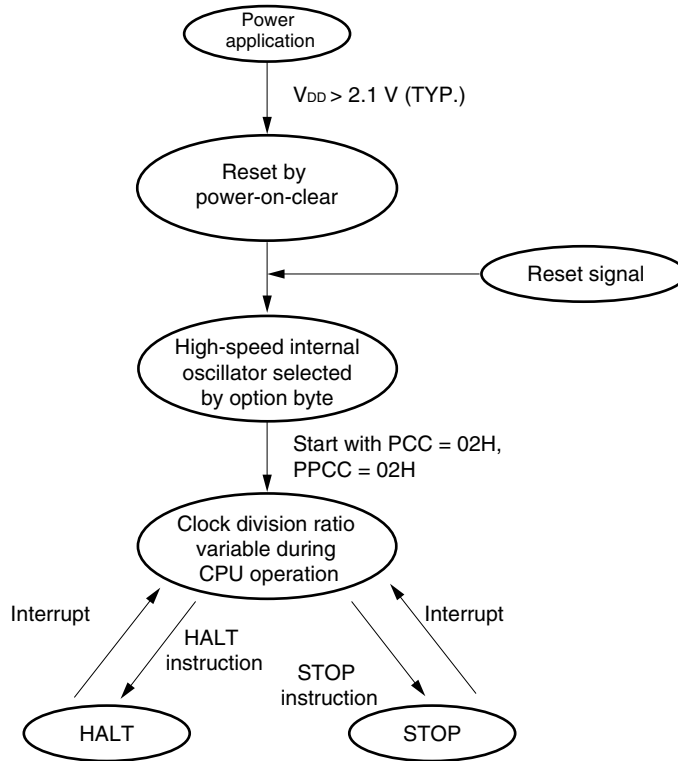 Power
application
VDD > 2.1 V (TYP.)
Reset by
power-on-clear
Reset signal
High-speed internal
oscillator selected
by option byte
Start with PCC = 02H,
PPCC = 02H
Clock division ratio
variable during
CPU operation
Interrupt
HALT
instruction
STOP
instruction
Interrupt
HALT
STOP